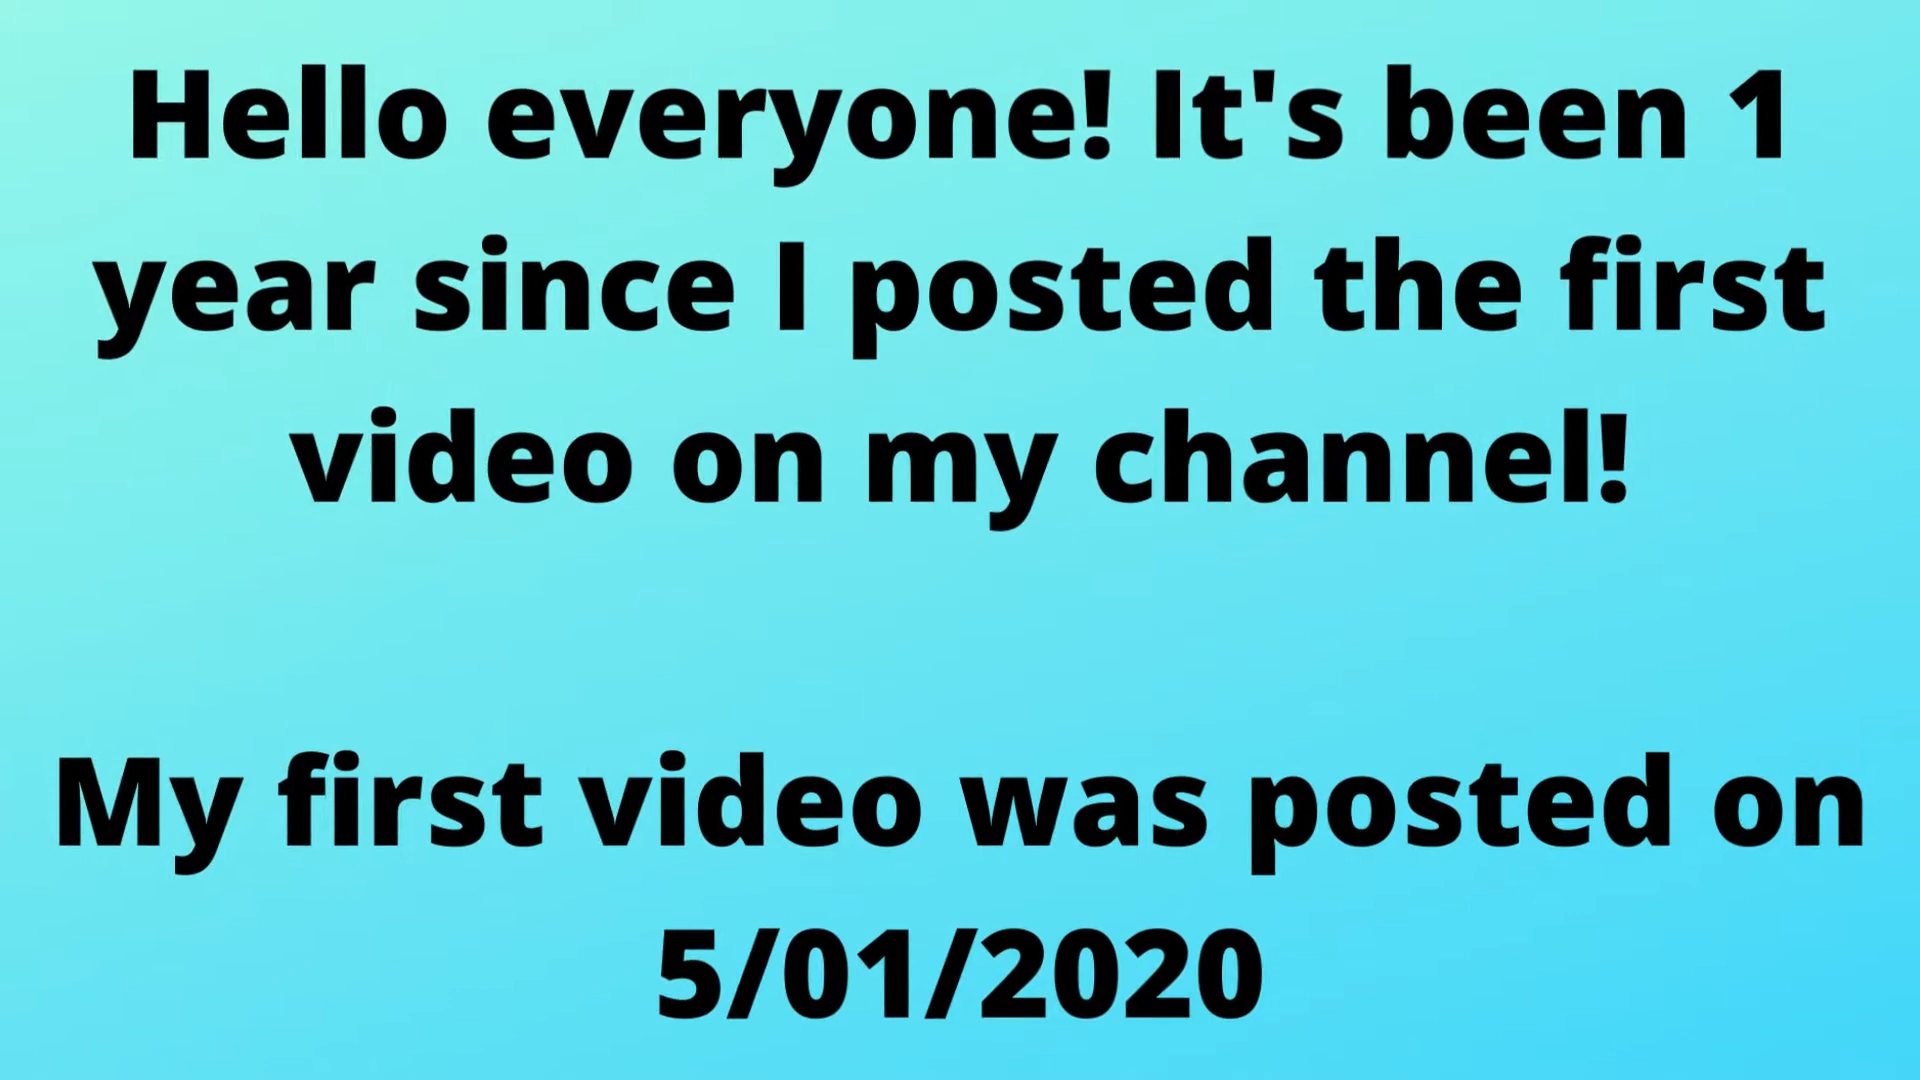 Hello everyone! It's been 1
year since I posted the first
video on my channel!
My first video was posted on
5/01/2020